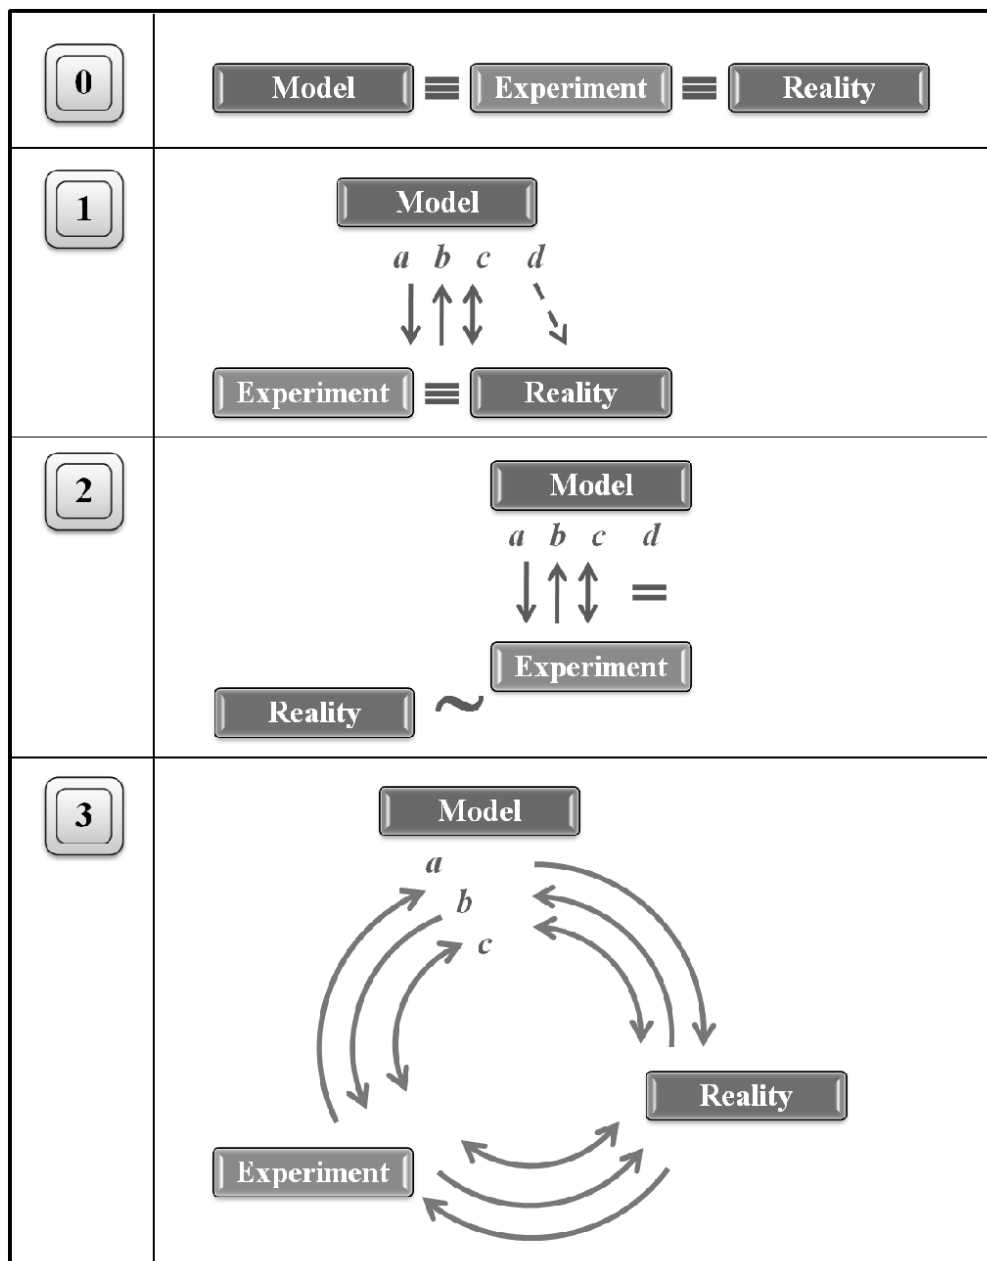 0
Model ≡ Experiment ≡ Reality
1
Model
a b c d
Experiment ≡ Reality
2
Model
a b c d
=
Experiment
Reality ~
3
Model
a
b
c
Reality
Experiment